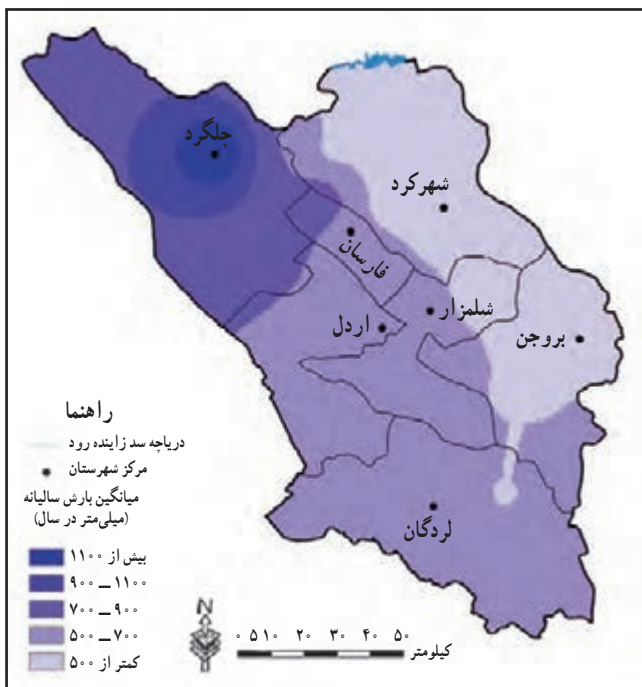 چلگرد
شهرکرد
فارسان
شلمزار
اردل
بروجن
لردگان
راهنما
دریاچه سد زاینده رود
مرکز شهرستان
میانگین بارش سالیانه
(میلی‌متر در سال)
بیش از ۱۱۰۰
۹۰۰ – ۱۱۰۰
۷۰۰ – ۹۰۰
۵۰۰ – ۷۰۰
کمتر از ۵۰۰
N
۰ ۵ ۱۰ ۲۰ ۳۰ ۴۰ ۵۰
کیلومتر